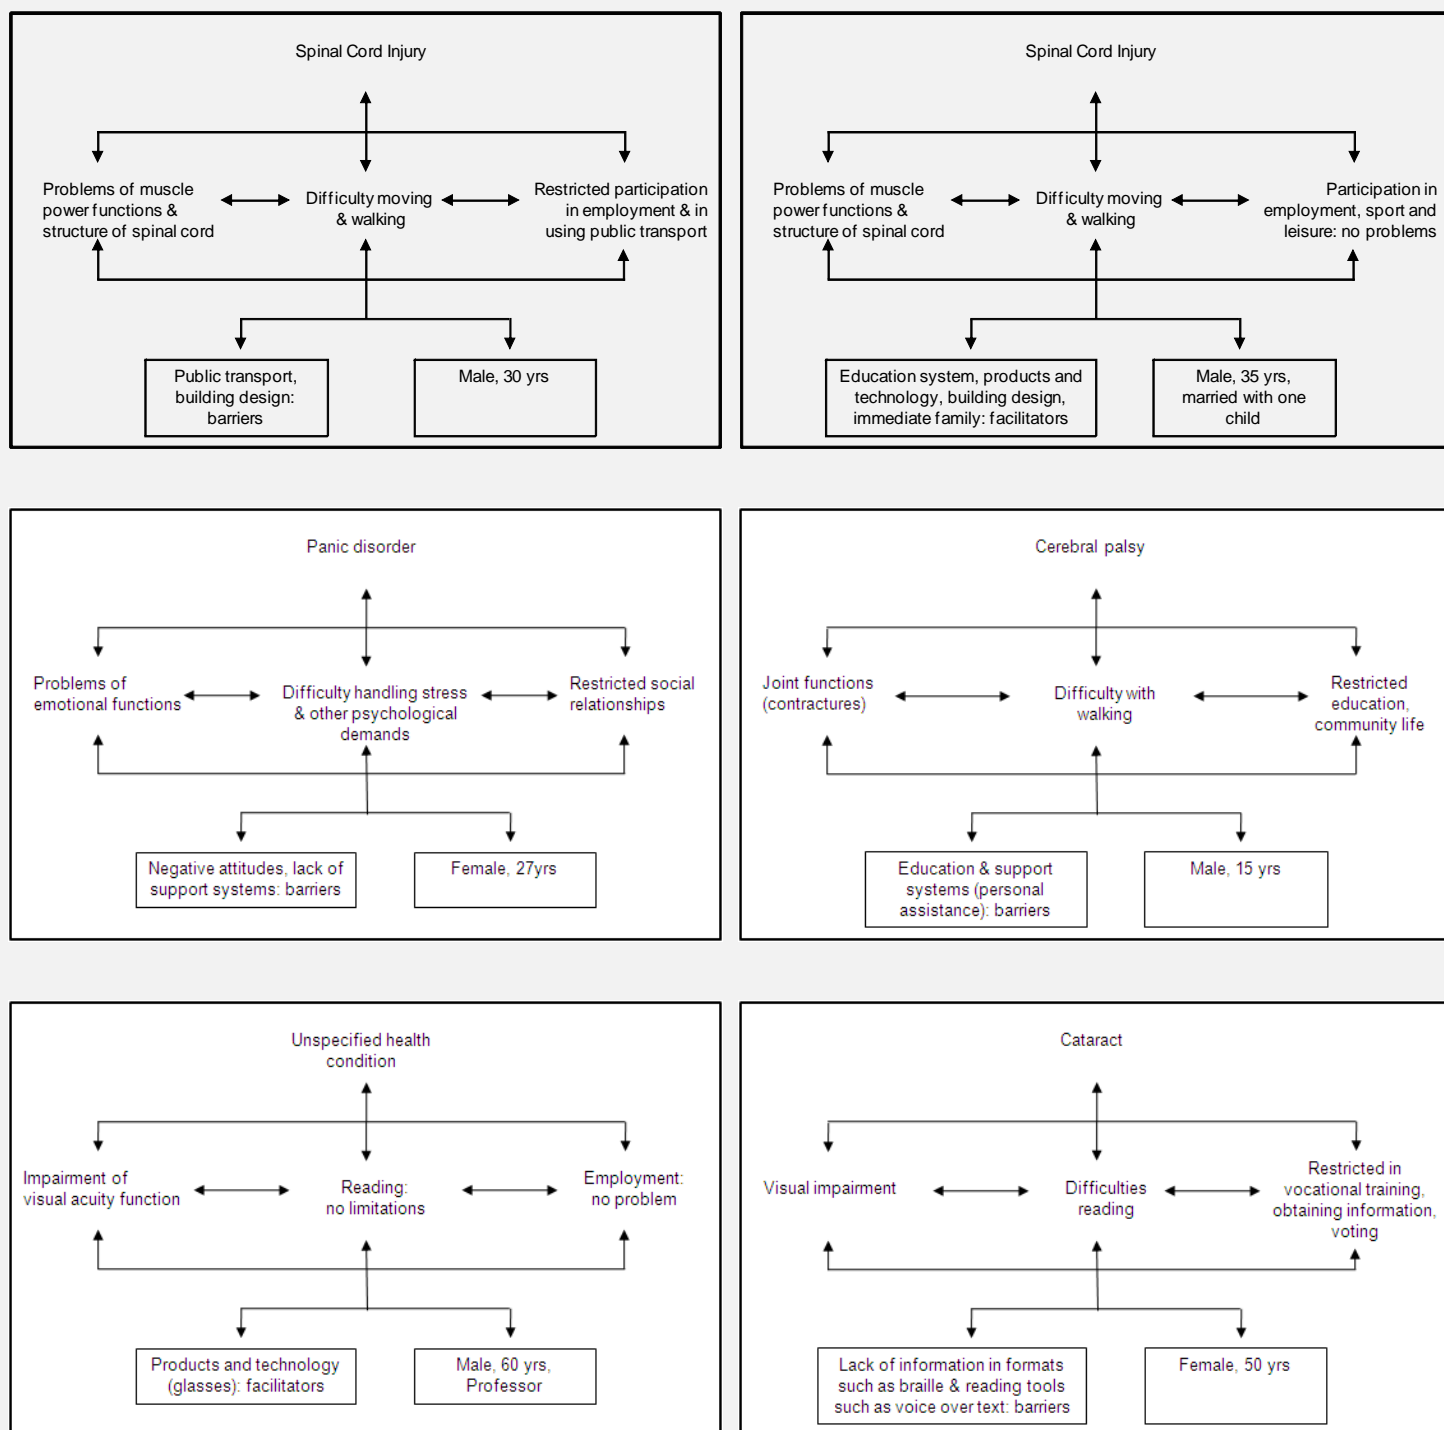 Spinal Cord Injury
Problems of muscle
power functions &
structure of spinal cord
Difficulty moving
& walking
Restricted participation
in employment & in
using public transport
Public transport,
building design:
barriers
Male, 30 yrs
Spinal Cord Injury
Problems of muscle
power functions &
structure of spinal cord
Difficulty moving
& walking
Participation in
employment, sport and
leisure: no problems
Education system, products and
technology, building design,
immediate family: facilitators
Male, 35 yrs,
married with one
child
Panic disorder
Problems of
emotional functions
Difficulty handling stress
& other psychological
demands
Restricted social
relationships
Negative attitudes, lack of
support systems: barriers
Female, 27yrs
Cerebral palsy
Joint functions
(contractures)
Difficulty with
walking
Restricted
education,
community life
Education & support
systems (personal
assistance): barriers
Male, 15 yrs
Unspecified health
condition
Impairment of
visual acuity function
Reading:
no limitations
Employment:
no problem
Products and technology
(glasses): facilitators
Male, 60 yrs,
Professor
Cataract
Visual impairment
Difficulties
reading
Restricted in
vocational training,
obtaining information,
voting
Lack of information in formats
such as braille & reading tools
such as voice over text: barriers
Female, 50 yrs